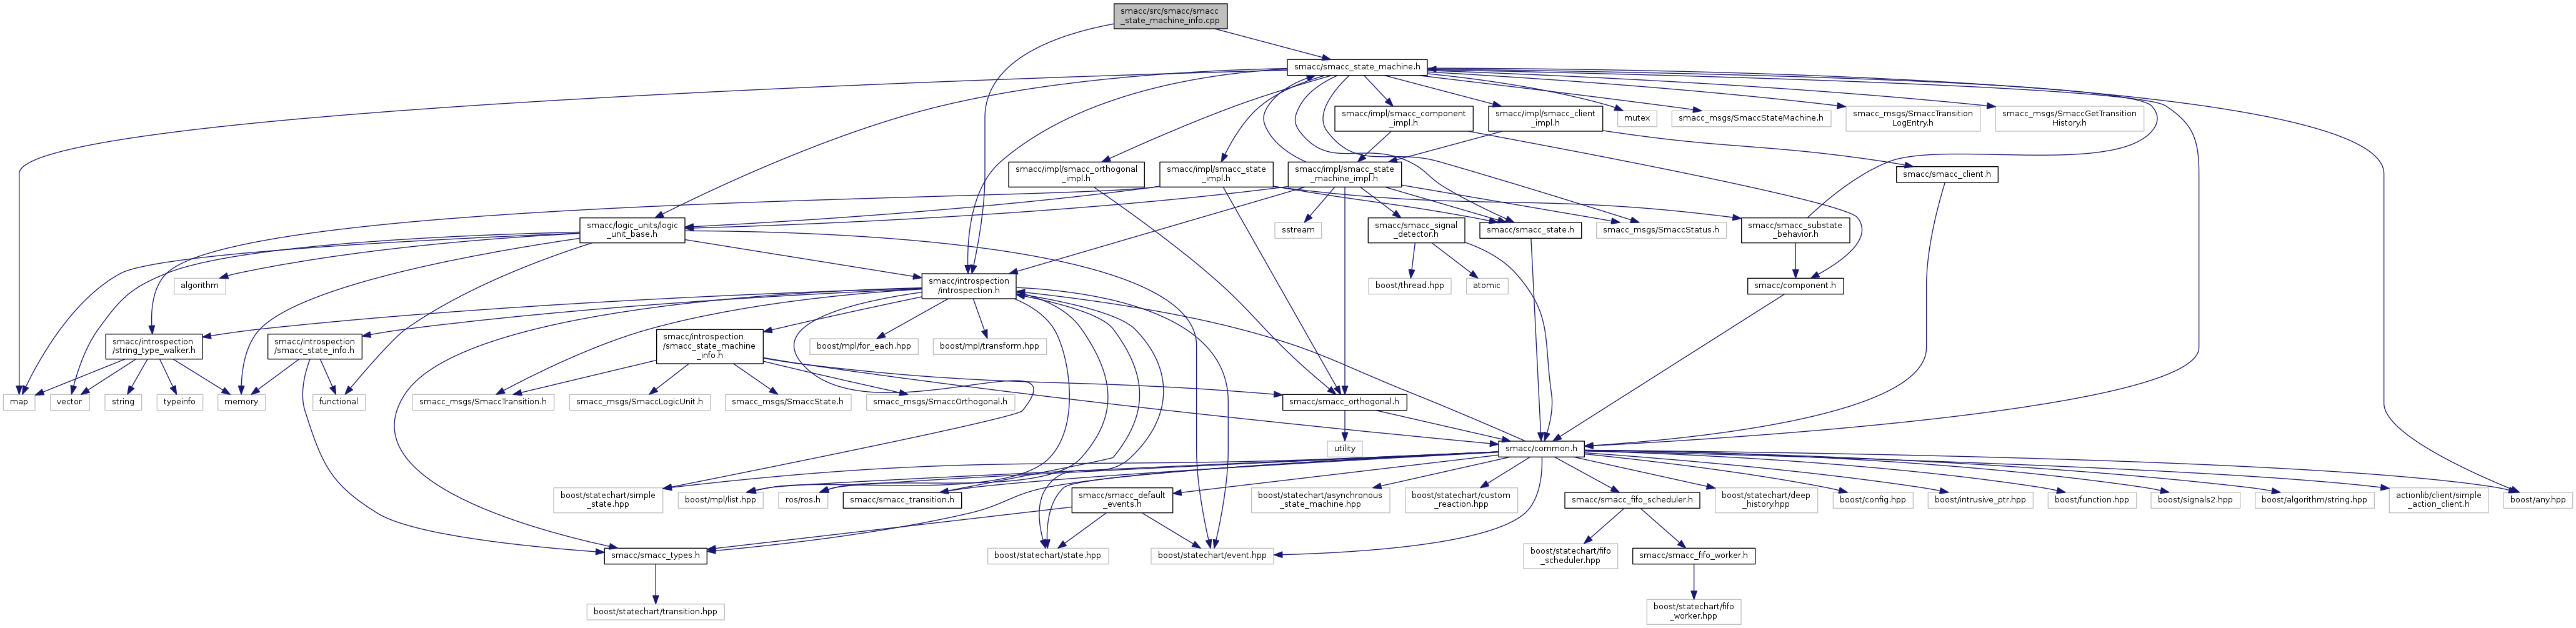 smacc/src/smacc/smacc
_state_machine_info.cpp
smacc/smacc_state_machine.h
smacc/impl/smacc_component
_impl.h
smacc/impl/smacc_client
_impl.h
mutex
smacc_msgs/SmaccStateMachine.h
smacc_msgs/SmaccTransition
LogEntry.h
smacc_msgs/SmaccGetTransition
History.h
smacc/impl/smacc_orthogonal
_impl.h
smacc/impl/smacc_state
_impl.h
smacc/impl/smacc_state
_machine_impl.h
smacc/smacc_client.h
smacc/logic_units/logic
_unit_base.h
sstream
smacc/smacc_signal
_detector.h
smacc/smacc_state.h
smacc_msgs/SmaccStatus.h
smacc/smacc_substate
_behavior.h
algorithm
smacc/introspection
/introspection.h
boost/thread.hpp
atomic
smacc/component.h
smacc/introspection
/string_type_walker.h
smacc/introspection
/smacc_state_info.h
smacc/introspection
/smacc_state_machine
_info.h
boost/mpl/for_each.hpp
boost/mpl/transform.hpp
map
vector
string
typeinfo
memory
functional
smacc_msgs/SmaccTransition.h
smacc_msgs/SmaccLogicUnit.h
smacc_msgs/SmaccState.h
smacc_msgs/SmaccOrthogonal.h
smacc/smacc_orthogonal.h
utility
smacc/common.h
boost/statechart/simple
_state.hpp
boost/mpl/list.hpp
ros/ros.h
smacc/smacc_transition.h
smacc/smacc_default
_events.h
boost/statechart/asynchronous
_state_machine.hpp
boost/statechart/custom
_reaction.hpp
smacc/smacc_fifo_scheduler.h
boost/statechart/deep
_history.hpp
boost/config.hpp
boost/intrusive_ptr.hpp
boost/function.hpp
boost/signals2.hpp
boost/algorithm/string.hpp
actionlib/client/simple
_action_client.h
boost/any.hpp
smacc/smacc_types.h
boost/statechart/state.hpp
boost/statechart/event.hpp
boost/statechart/fifo
_scheduler.hpp
smacc/smacc_fifo_worker.h
boost/statechart/transition.hpp
boost/statechart/fifo
_worker.hpp